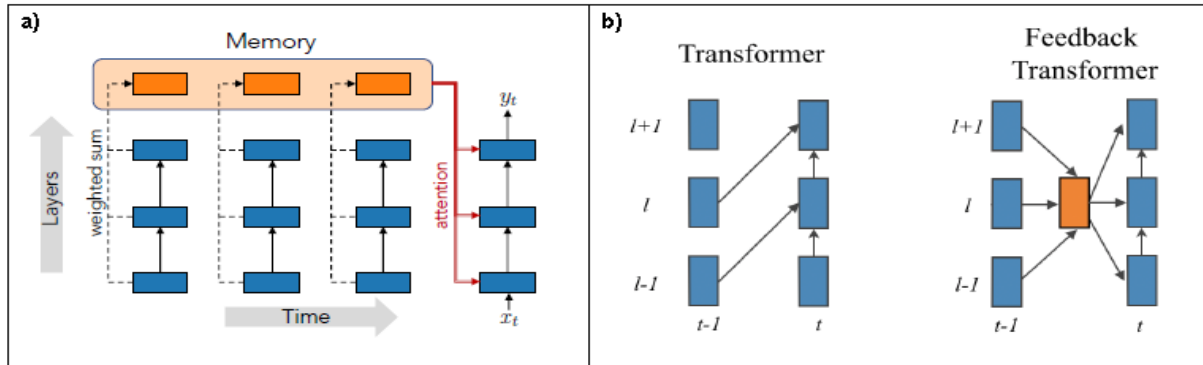 a)
Memory
Layers
weighted sum
attention
y_t
x_t
Time
b)
Transformer
l+1
l
l-1
t-1
t
Feedback
Transformer
l+1
l
l-1
t-1
t